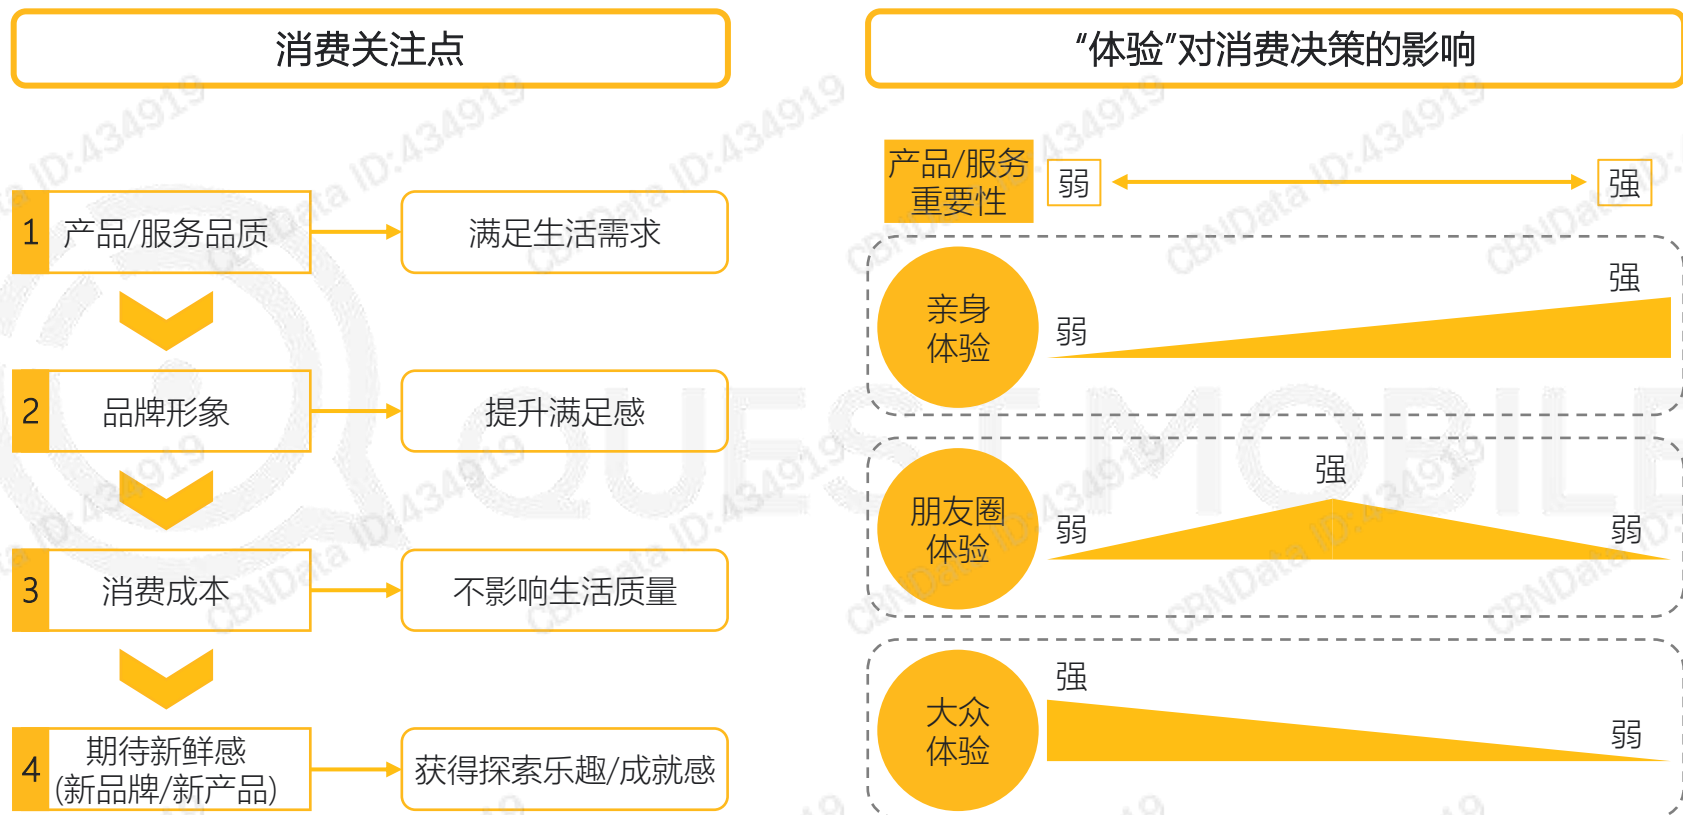 消费关注点
1
产品/服务品质
满足生活需求
2
品牌形象
提升满足感
3
消费成本
不影响生活质量
4
期待新鲜感
(新品牌/新产品)
获得探索乐趣/成就感
"体验"对消费决策的影响
产品/服务
重要性
弱
强
亲身
体验
弱
强
朋友圈
体验
弱
强
弱
大众
体验
强
弱
QUEST MOBILE
CBNData ID:434919